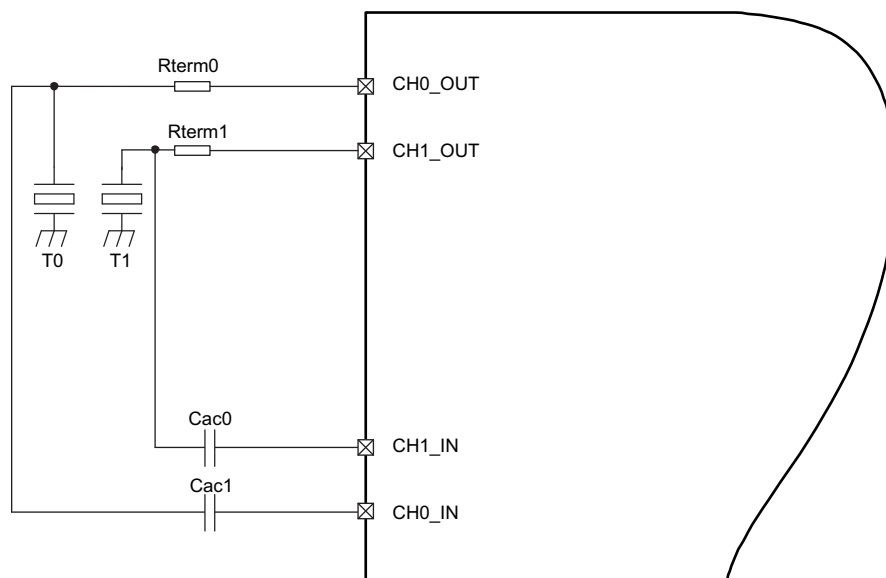 Rterm0
CH0_OUT
Rterm1
CH1_OUT
T0
T1
Cac0
CH1_IN
Cac1
CH0_IN